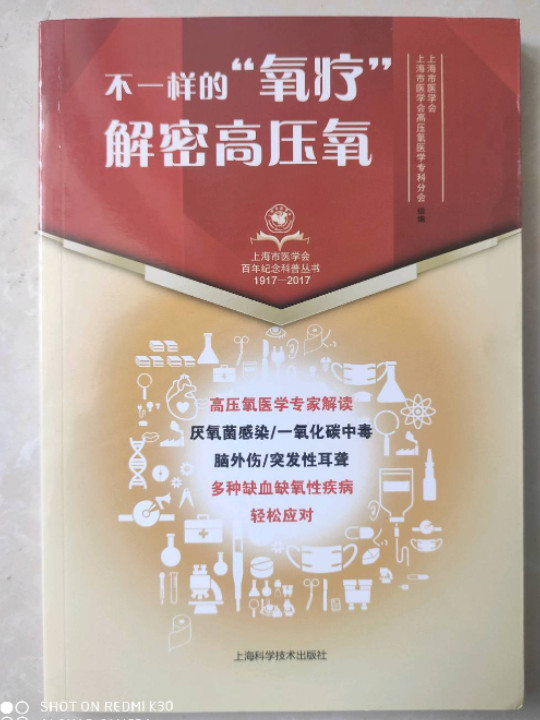 不一样的“氧疗”
解密高压氧
上海市医学会
上海市医学会高压氧医学专科分会 组编
上海市医学会
百年纪念科普丛书
1917—2017
高压氧医学专家解读
厌氧菌感染/一氧化碳中毒
脑外伤/突发性耳聋
多种缺血缺氧性疾病
轻松应对
上海科学技术出版社
SHOT ON REDMI K30